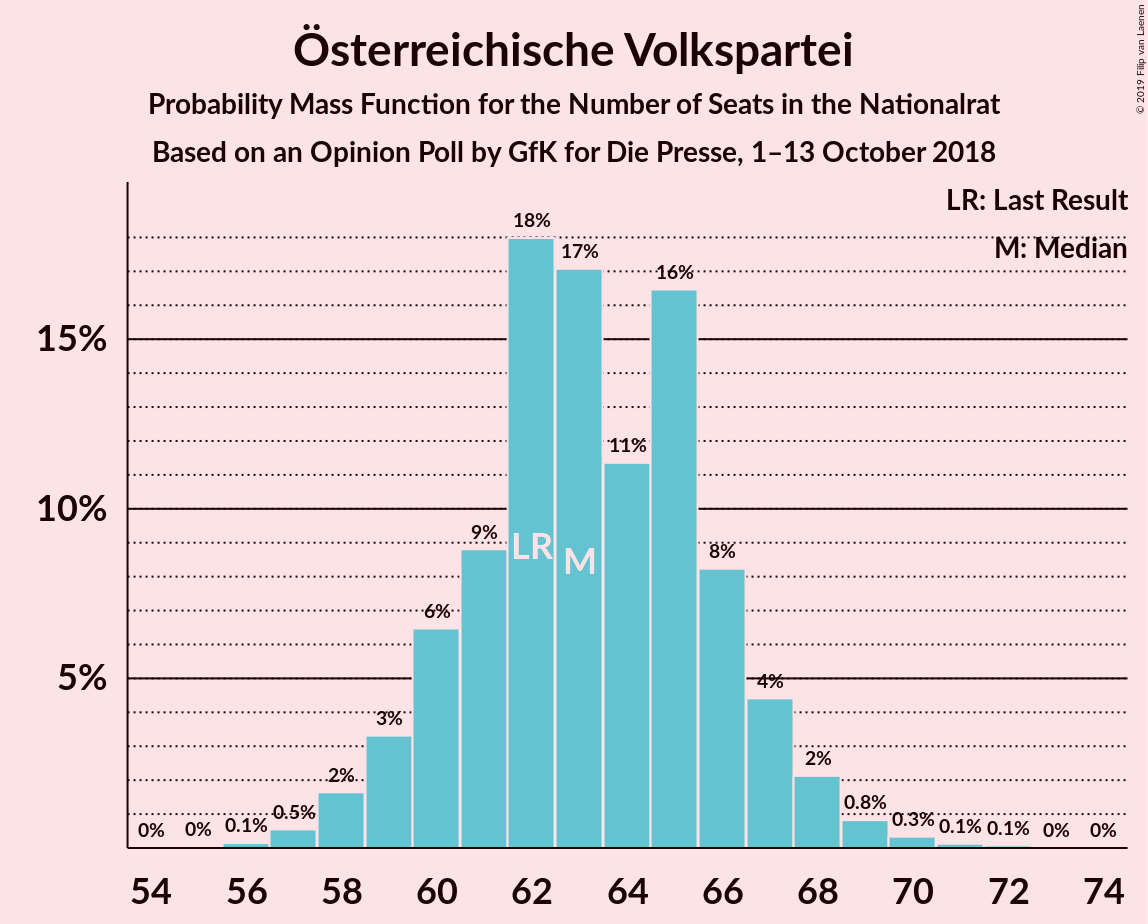 Österreichische Volkspartei
Probability Mass Function for the Number of Seats in the Nationalrat
Based on an Opinion Poll by GfK for Die Presse, 1–13 October 2018
© 2019 Filip van Laenen
LR: Last Result
M: Median
15%
10%
5%
0% 0% 0.1% 0.5% 2% 3% 6% 9% 18% 17% 11% 16% 8% 4% 2% 0.8% 0.3% 0.1% 0.1% 0% 0%
LR M
54 56 58 60 62 64 66 68 70 72 74